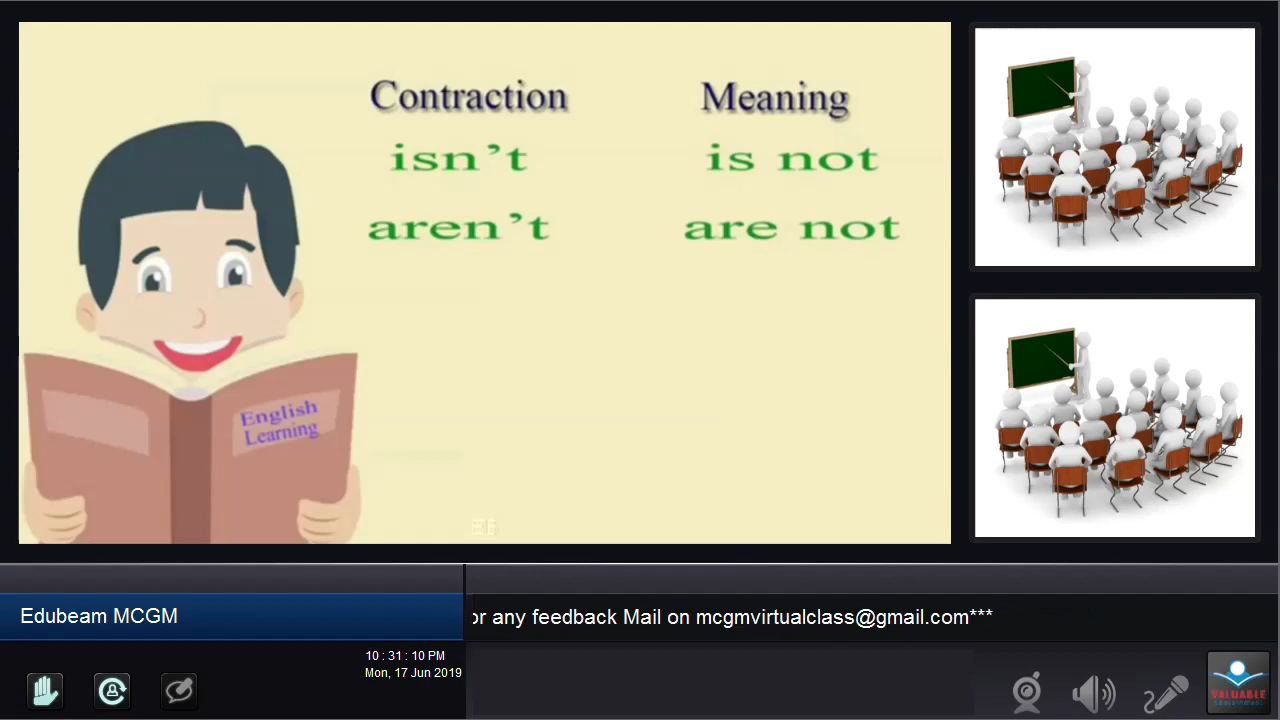 Contraction Meaning
isn’t is not
aren’t are not
English
Learning
Edubeam MCGM
any feedback Mail on mcgmvirtualclass@gmail.com***
10 : 31 : 10 PM
Mon, 17 Jun 2019
VALUABLE